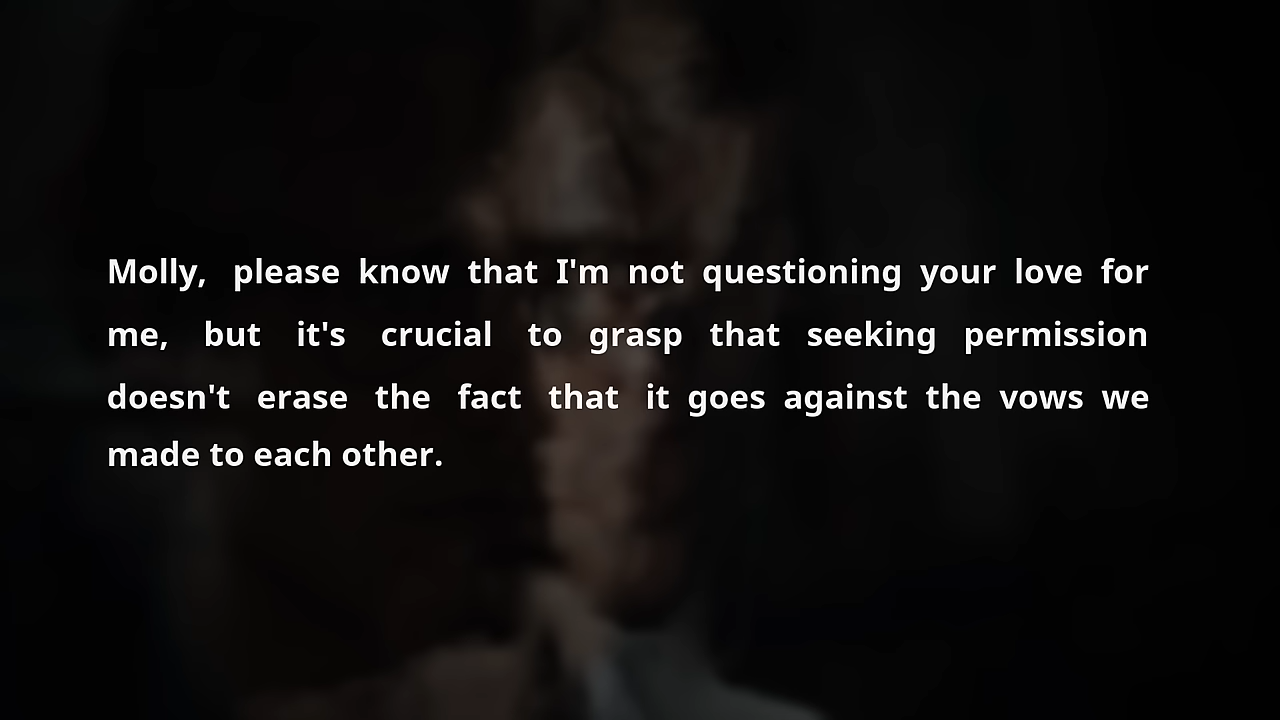 Molly, please know that I'm not questioning your love for
me, but it's crucial to grasp that seeking permission
doesn't erase the fact that it goes against the vows we
made to each other.